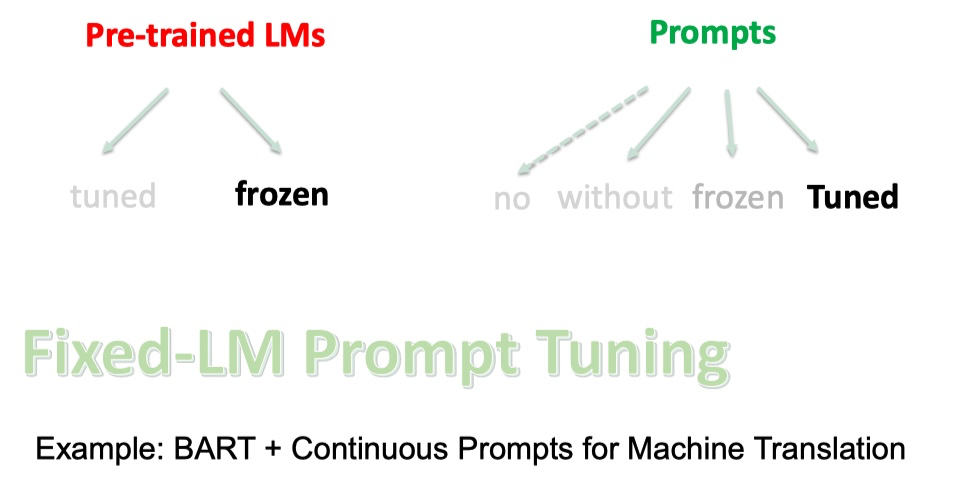 Pre-trained LMs Prompts
tuned frozen no without frozen Tuned
Fixed-LM Prompt Tuning
Example: BART + Continuous Prompts for Machine Translation